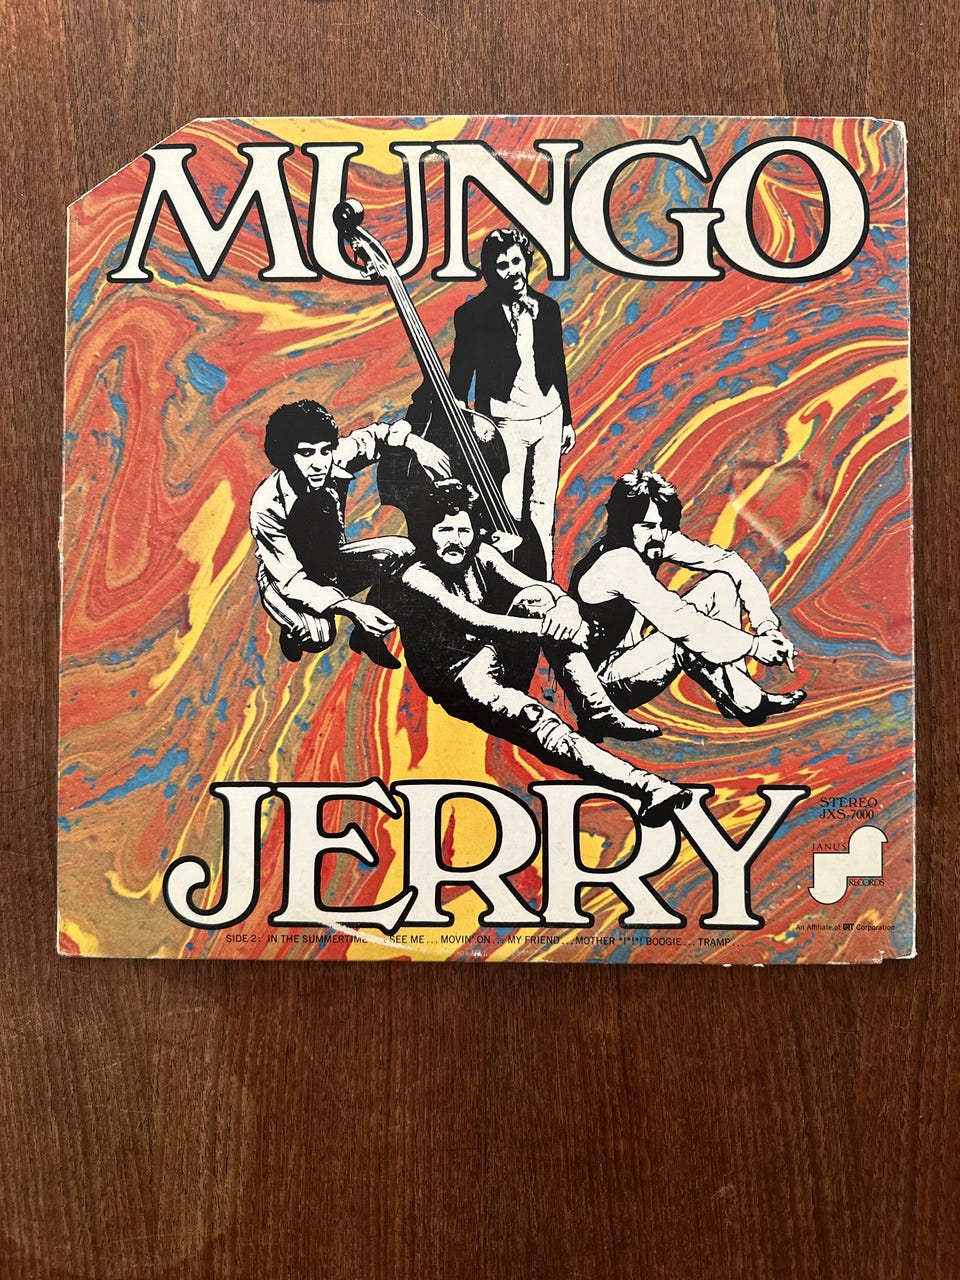 MUNGO
JERRY
STEREO
JXS-7000
JANUS
RECORDS
An Affiliate of GRT Corporation
SIDE 2: IN THE SUMMERTIME... SEE ME... MOVIN' ON... MY FRIEND... MOTHER *!*!*! BOOGIE... TRAMP...